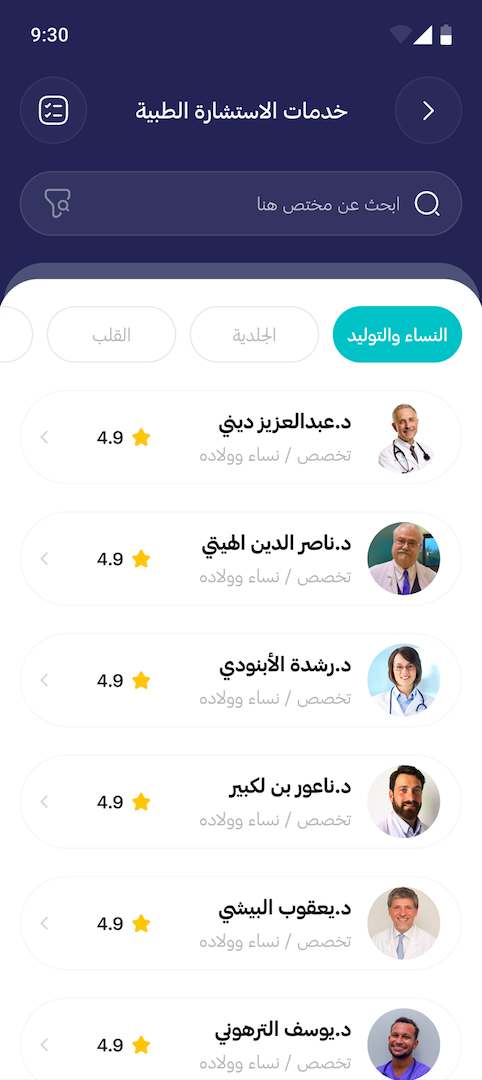 9:30
خدمات الاستشارة الطبية
ابحث عن مختص هنا
النساء والتوليد
الجلدية
القلب
د.عبدالعزيز ديني
تخصص / نساء وولاده
4.9
د.ناصر الدين الهيتي
تخصص / نساء وولاده
4.9
د.رشدة الأبنودي
تخصص / نساء وولاده
4.9
د.ناعور بن لكبير
تخصص / نساء وولاده
4.9
د.يعقوب البيشي
تخصص / نساء وولاده
4.9
د.يوسف الترهوني
تخصص / نساء وولاده
4.9